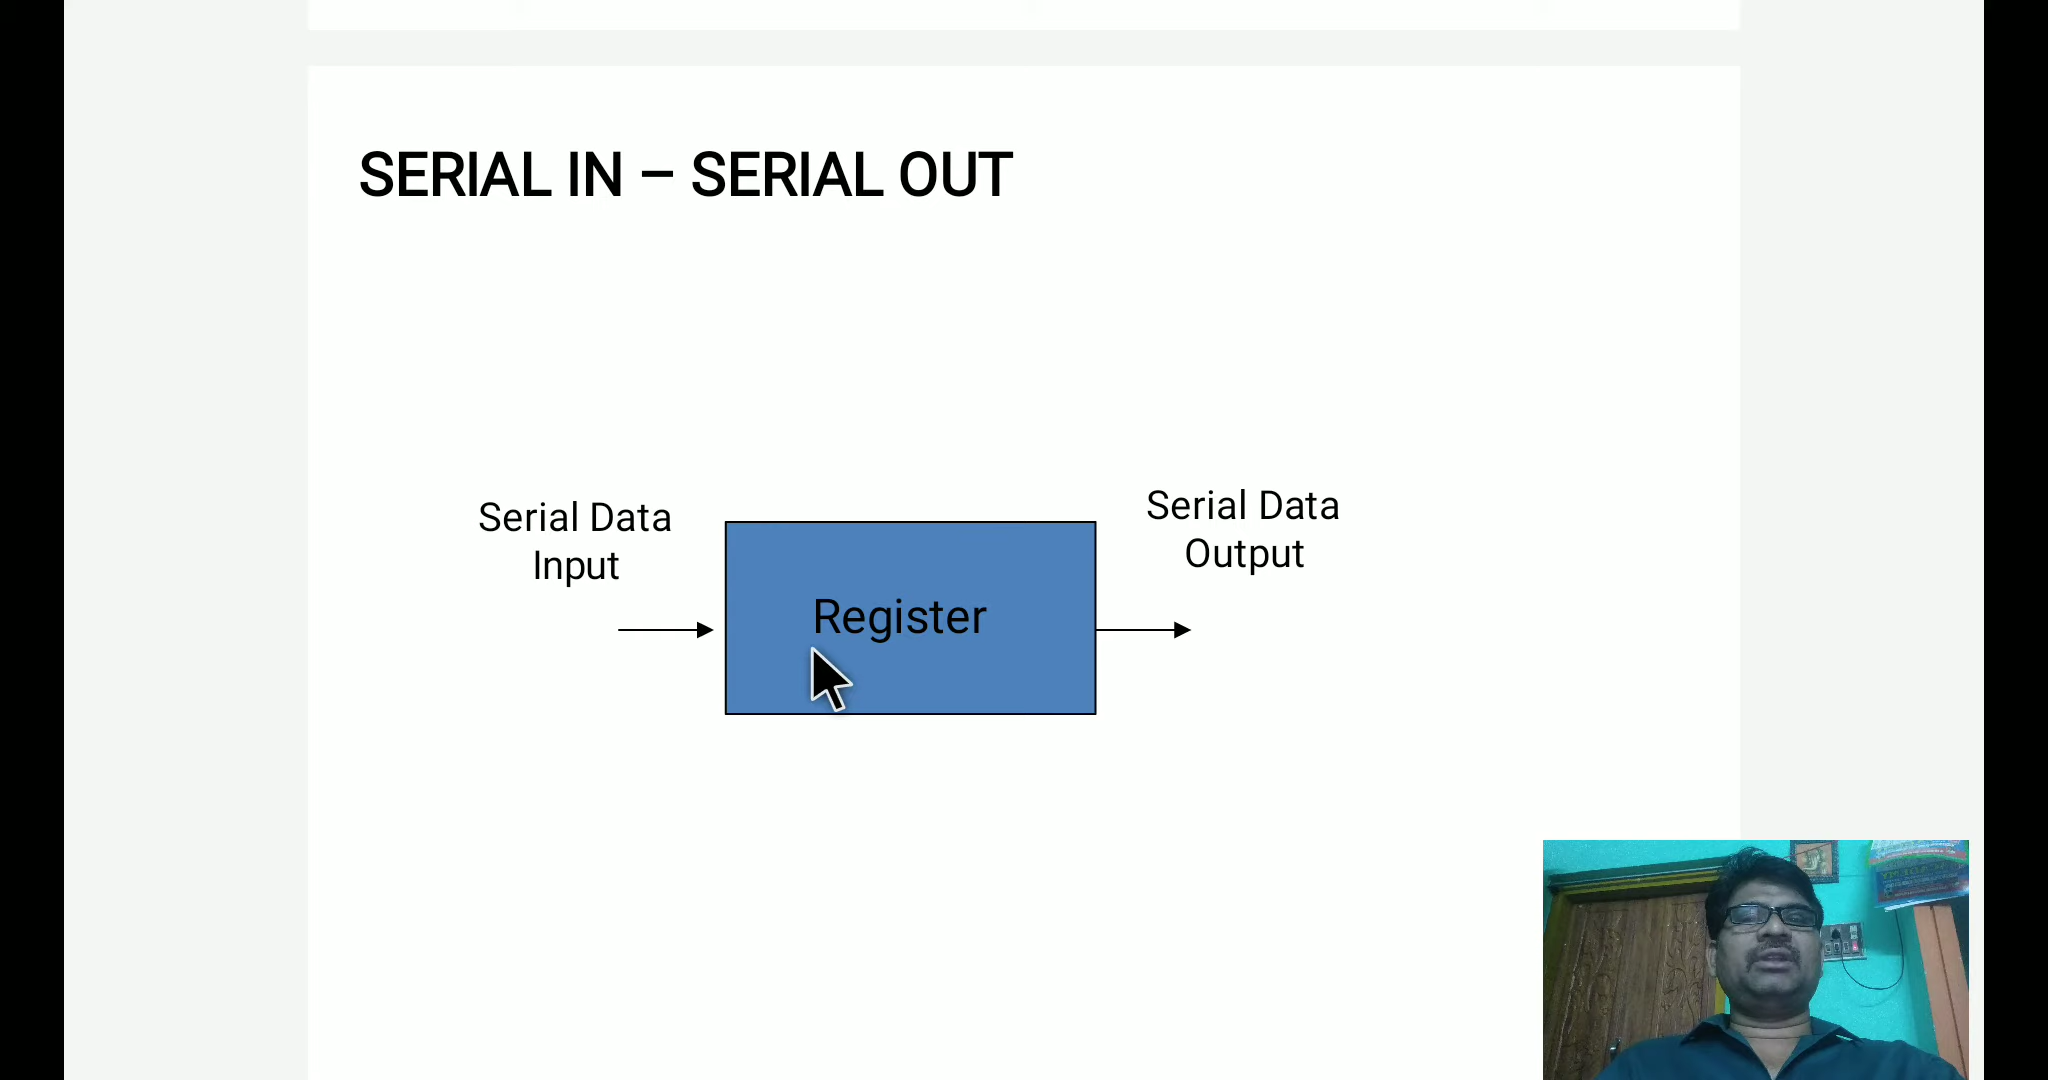 SERIAL IN – SERIAL OUT
Serial Data
Input
Register
Serial Data
Output